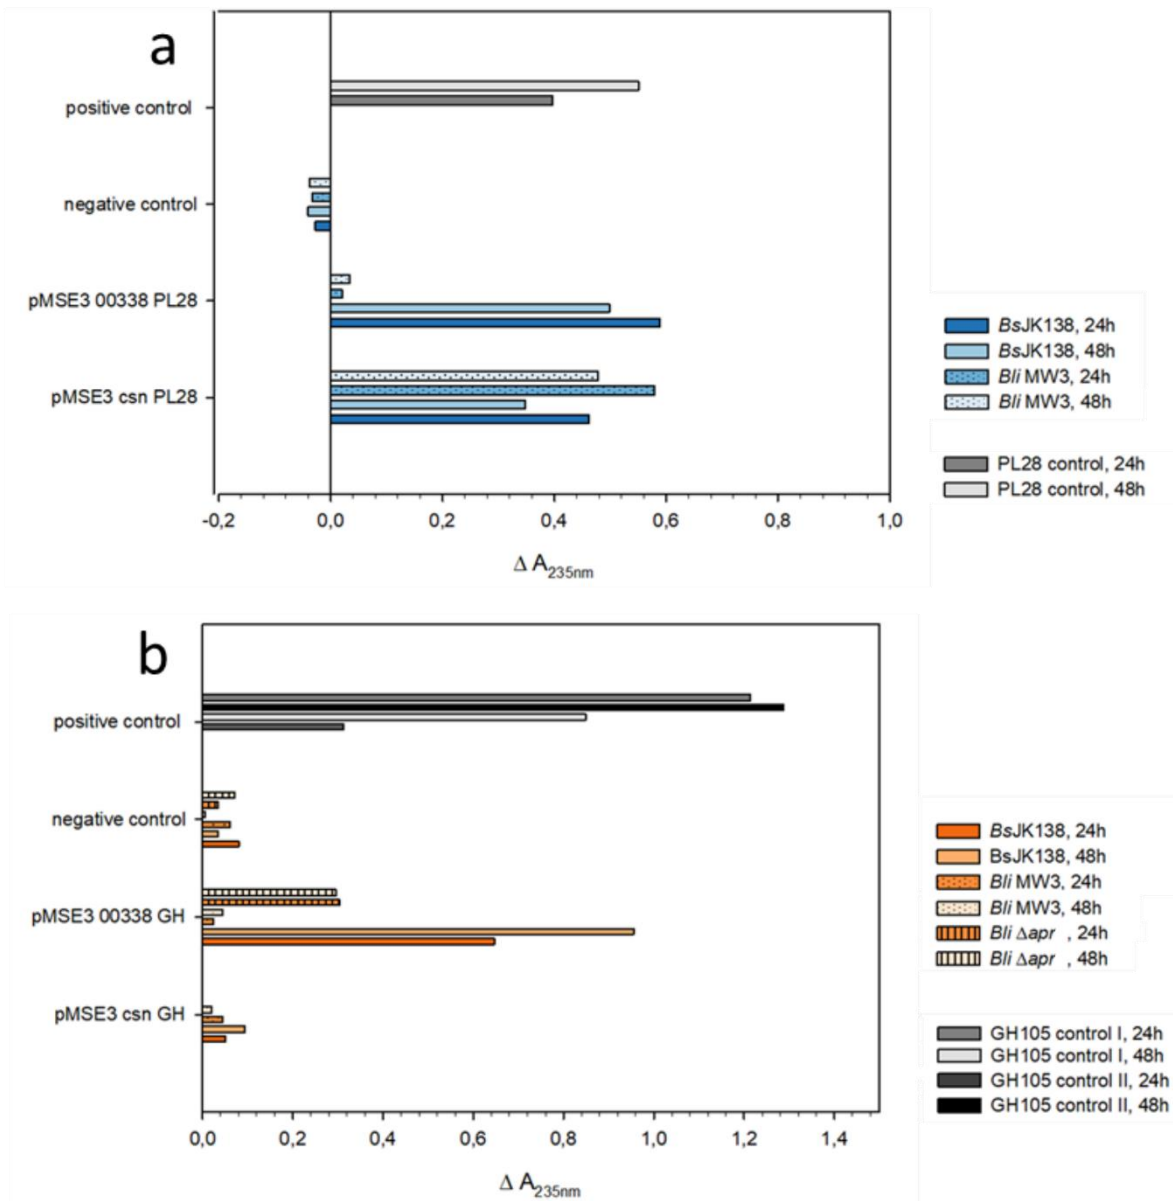 a
positive control
negative control
pMSE3 00338 PL28
pMSE3 csn PL28
-0,2 0,0 0,2 0,4 0,6 0,8 1,0
Δ A235nm
BsJK138, 24h
BsJK138, 48h
Bli MW3, 24h
Bli MW3, 48h
PL28 control, 24h
PL28 control, 48h
b
positive control
negative control
pMSE3 00338 GH
pMSE3 csn GH
0,0 0,2 0,4 0,6 0,8 1,0 1,2 1,4
Δ A235nm
BsJK138, 24h
BsJK138, 48h
Bli MW3, 24h
Bli MW3, 48h
Bli Δapr , 24h
Bli Δapr , 48h
GH105 control I, 24h
GH105 control I, 48h
GH105 control II, 24h
GH105 control II, 48h